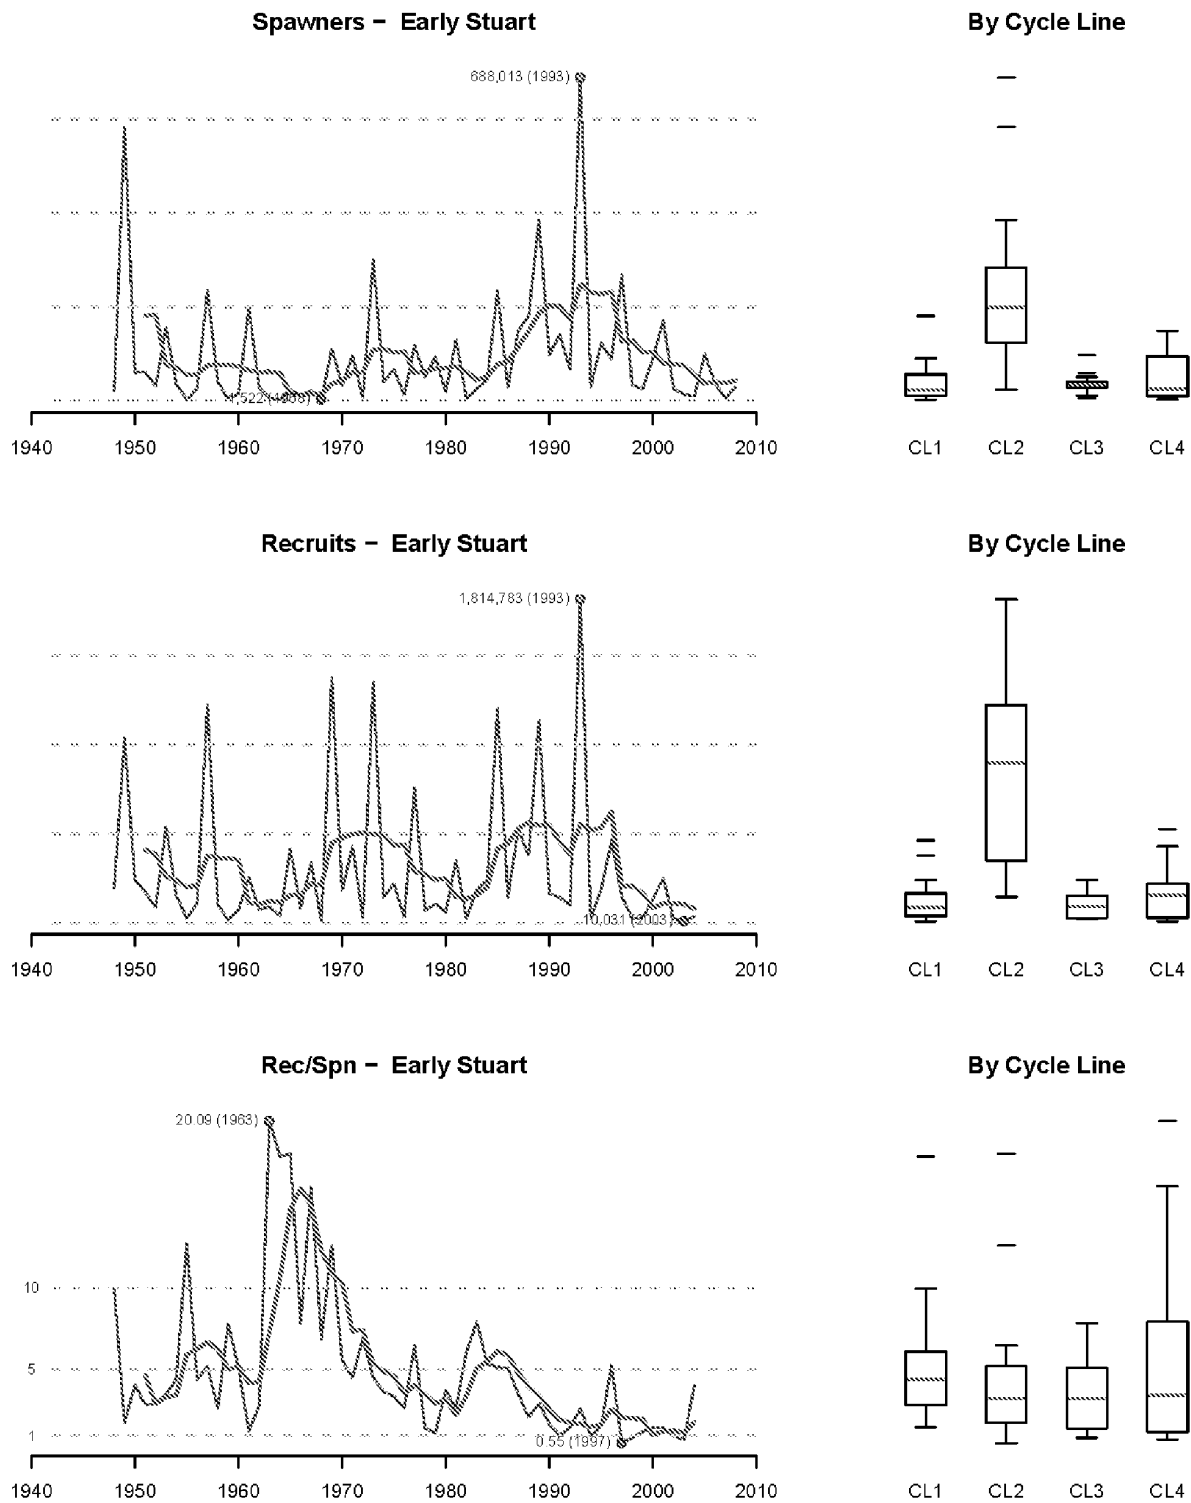 Spawners − Early Stuart
By Cycle Line
688,013 (1993)
1,522 (1968)
1940 1950 1960 1970 1980 1990 2000 2010
CL1 CL2 CL3 CL4
Recruits − Early Stuart
By Cycle Line
1,814,783 (1993)
10,031 (2003)
1940 1950 1960 1970 1980 1990 2000 2010
CL1 CL2 CL3 CL4
Rec/Spn − Early Stuart
By Cycle Line
20.09 (1963)
10
5
1
0.55 (1997)
1940 1950 1960 1970 1980 1990 2000 2010
CL1 CL2 CL3 CL4